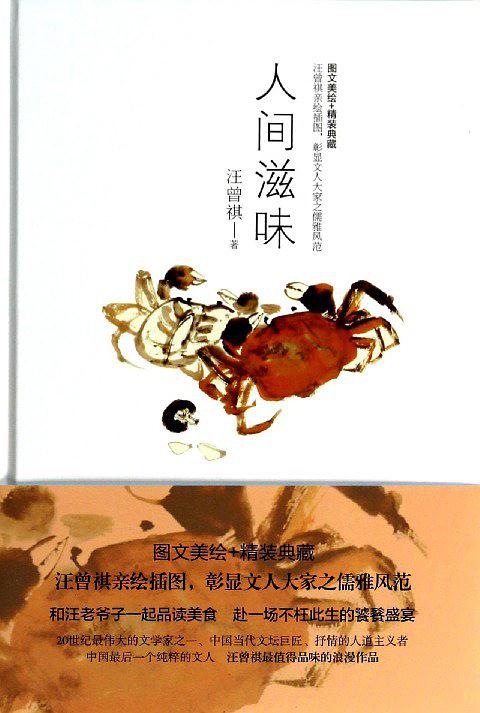 图文美绘+精装典藏
汪曾祺亲绘插图，彰显文人大家之儒雅风范
人间滋味
汪曾祺—著
图文美绘+精装典藏
汪曾祺亲绘插图，彰显文人大家之儒雅风范
和汪老爷子一起品读美食 赴一场不枉此生的饕餮盛宴
20世纪最伟大的文学家之一、中国当代文坛巨匠、抒情的人道主义者
中国最后一个纯粹的文人 汪曾祺最值得品味的浪漫作品